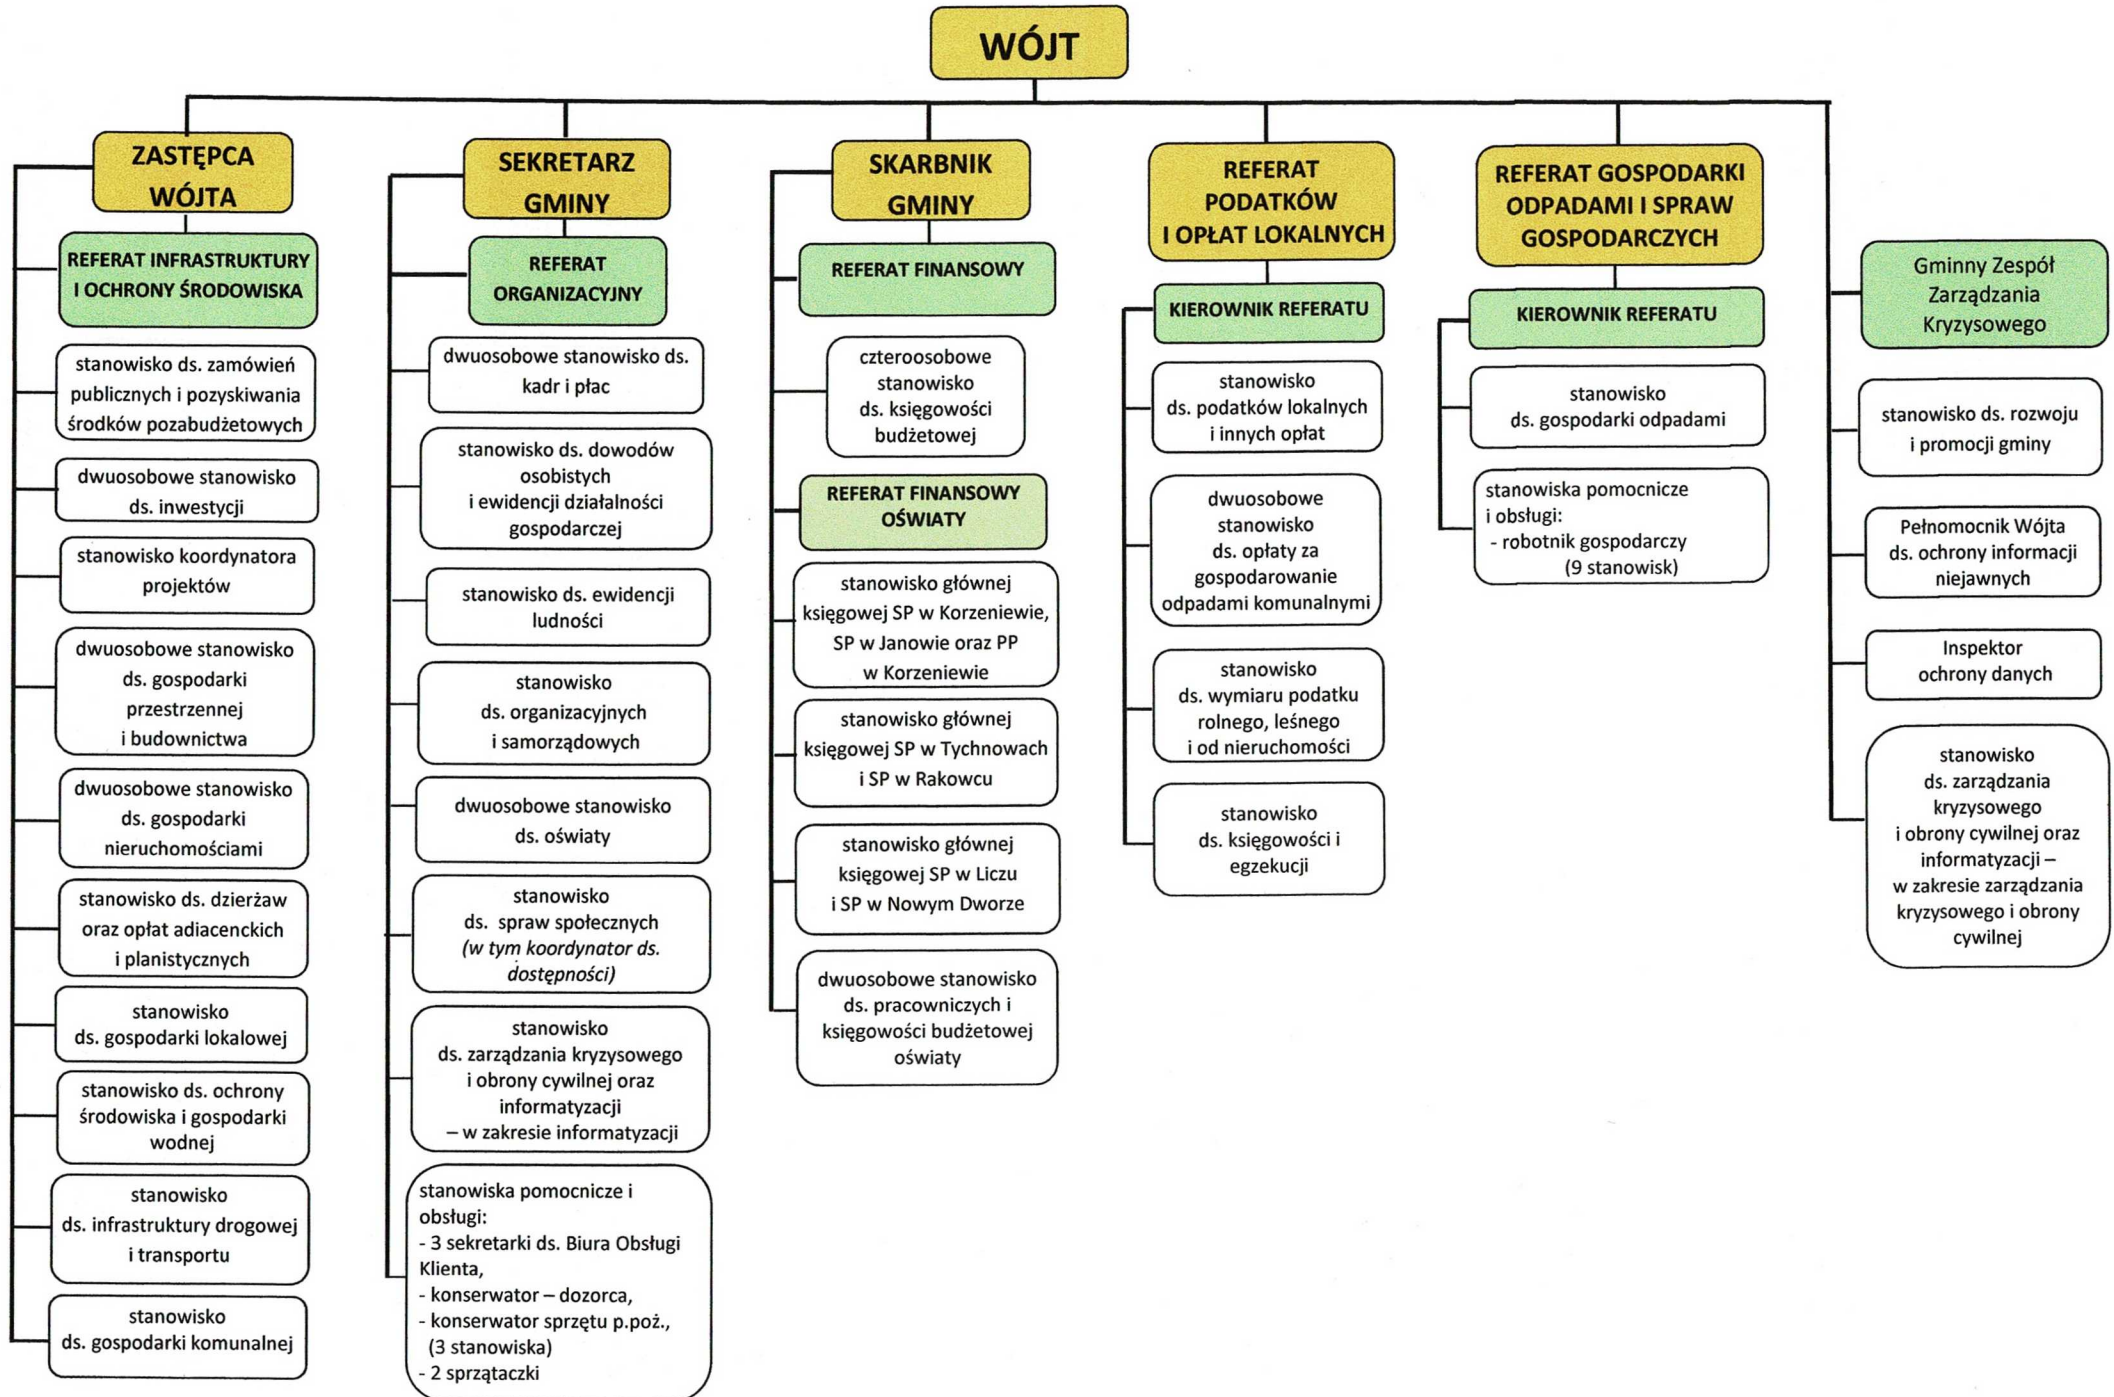 WÓJT
ZASTĘPCA
WÓJTA
REFERAT INFRASTRUKTURY
I OCHRONY ŚRODOWISKA
stanowisko ds. zamówień
publicznych i pozyskiwania
środków pozabudżetowych
dwuosobowe stanowisko
ds. inwestycji
stanowisko koordynatora
projektów
dwuosobowe stanowisko
ds. gospodarki
przestrzennej
i budownictwa
dwuosobowe stanowisko
ds. gospodarki
nieruchomościami
stanowisko ds. dzierżaw
oraz opłat adiacenckich
i planistycznych
stanowisko
ds. gospodarki lokalowej
stanowisko ds. ochrony
środowiska i gospodarki
wodnej
stanowisko
ds. infrastruktury drogowej
i transportu
stanowisko
ds. gospodarki komunalnej
SEKRETARZ
GMINY
REFERAT
ORGANIZACYJNY
dwuosobowe stanowisko ds.
kadr i płac
stanowisko ds. dowodów
osobistych
i ewidencji działalności
gospodarczej
stanowisko ds. ewidencji
ludności
stanowisko
ds. organizacyjnych
i samorządowych
dwuosobowe stanowisko
ds. oświaty
stanowisko
ds. spraw społecznych
(w tym koordynator ds.
dostępności)
stanowisko
ds. zarządzania kryzysowego
i obrony cywilnej oraz
informatyzacji
– w zakresie informatyzacji
stanowiska pomocnicze i
obsługi:
- 3 sekretarki ds. Biura Obsługi
Klienta,
- konserwator – dozorca,
- konserwator sprzętu p.poż.,
(3 stanowiska)
- 2 sprzątaczki
SKARBNIK
GMINY
REFERAT FINANSOWY
czteroosobowe
stanowisko
ds. księgowości
budżetowej
REFERAT FINANSOWY
OŚWIATY
stanowisko głównej
księgowej SP w Korzeniewie,
SP w Janowie oraz PP
w Korzeniewie
stanowisko głównej
księgowej SP w Tychnowach
i SP w Rakowcu
stanowisko głównej
księgowej SP w Liczu
i SP w Nowym Dworze
dwuosobowe stanowisko
ds. pracowniczych i
księgowości budżetowej
oświaty
REFERAT
PODATKÓW
I OPŁAT LOKALNYCH
KIEROWNIK REFERATU
stanowisko
ds. podatków lokalnych
i innych opłat
dwuosobowe
stanowisko
ds. opłaty za
gospodarowanie
odpadami komunalnymi
stanowisko
ds. wymiaru podatku
rolnego, leśnego
i od nieruchomości
stanowisko
ds. księgowości i
egzekucji
REFERAT GOSPODARKI
ODPADAMI I SPRAW
GOSPODARCZYCH
KIEROWNIK REFERATU
stanowisko
ds. gospodarki odpadami
stanowiska pomocnicze
i obsługi:
- robotnik gospodarczy
(9 stanowisk)
Gminny Zespół
Zarządzania
Kryzysowego
stanowisko ds. rozwoju
i promocji gminy
Pełnomocnik Wójta
ds. ochrony informacji
niejawnych
Inspektor
ochrony danych
stanowisko
ds. zarządzania
kryzysowego
i obrony cywilnej oraz
informatyzacji –
w zakresie zarządzania
kryzysowego i obrony
cywilnej